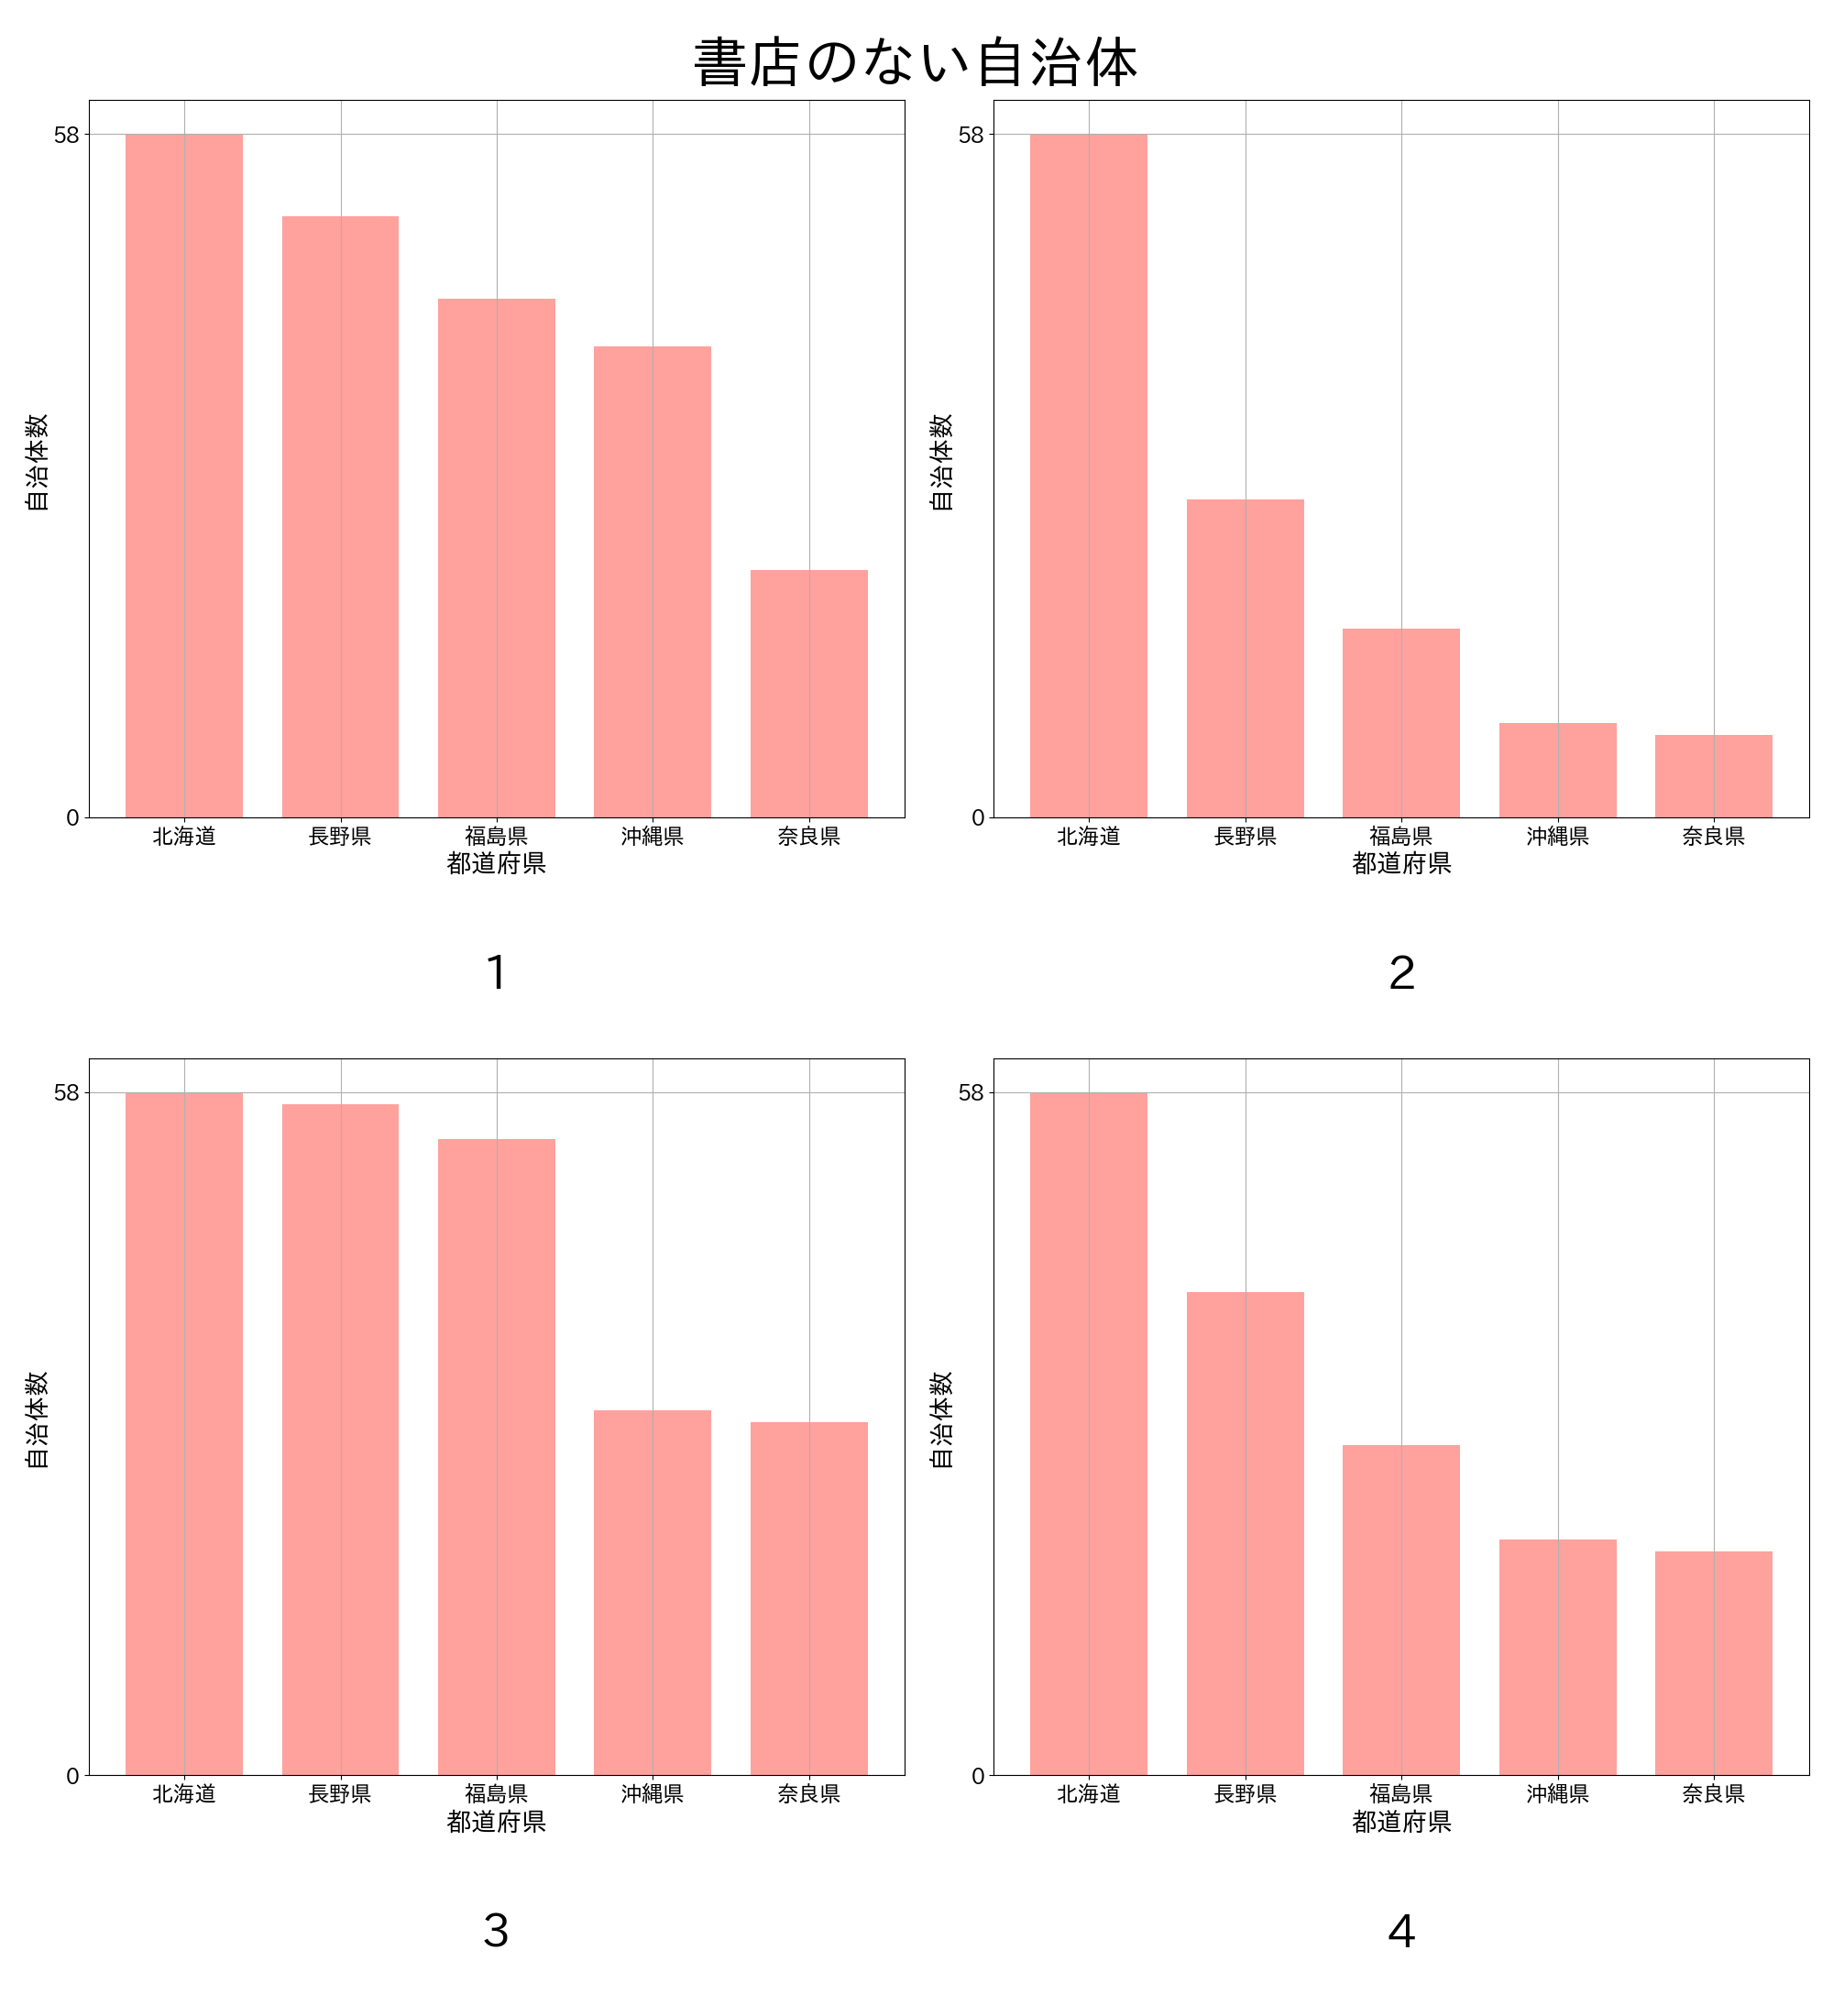 書店のない自治体
58
0
自治体数
北海道 長野県 福島県 沖縄県 奈良県
都道府県
1
58
0
自治体数
北海道 長野県 福島県 沖縄県 奈良県
都道府県
2
58
0
自治体数
北海道 長野県 福島県 沖縄県 奈良県
都道府県
3
58
0
自治体数
北海道 長野県 福島県 沖縄県 奈良県
都道府県
4